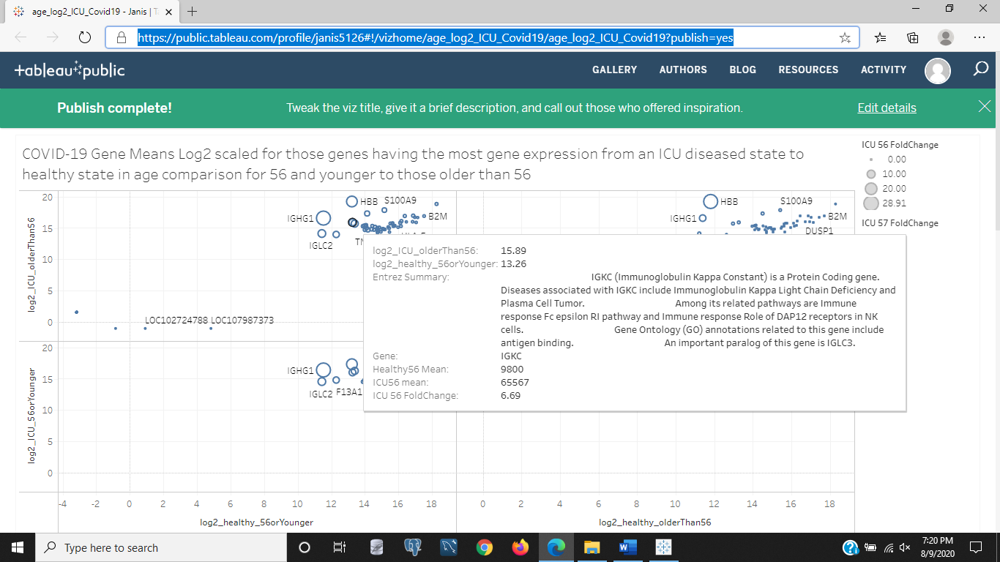 age_log2_ICU_Covid19 - Janis | T
https://public.tableau.com/profile/janis5126#!/vizhome/age_log2_ICU_Covid19/age_log2_ICU_Covid19?publish=yes
+ableau public
GALLERY AUTHORS BLOG RESOURCES ACTIVITY
Publish complete! Tweak the viz title, give it a brief description, and call out those who offered inspiration. Edit details
COVID-19 Gene Means Log2 scaled for those genes having the most gene expression from an ICU diseased state to
healthy state in age comparison for 56 and younger to those older than 56
ICU 56 FoldChange
0.00
10.00
20.00
28.91
ICU 57 FoldChange
log2_ICU_olderThan56
20
15
10
5
0
HBB S100A9
IGHG1 B2M
IGLC2
LOC102724788 LOC107987373
HBB S100A9
IGHG1 B2M
DUSP1
log2_ICU_olderThan56: 15.89
log2_healthy_56orYounger: 13.26
Entrez Summary: IGKC (Immunoglobulin Kappa Constant) is a Protein Coding gene.
Diseases associated with IGKC include Immunoglobulin Kappa Light Chain Deficiency and
Plasma Cell Tumor. Among its related pathways are Immune
response Fc epsilon RI pathway and Immune response Role of DAP12 receptors in NK
cells. Gene Ontology (GO) annotations related to this gene include
antigen binding. An important paralog of this gene is IGLC3.
Gene: IGKC
Healthy56 Mean: 9800
ICU56 mean: 65567
ICU 56 FoldChange: 6.69
log2_ICU_56orYounger
20
15
10
5
0
IGHG1
IGLC2 F13A1
-4 -2 0 2 4 6 8 10 12 14 16 18
0 2 4 6 8 10 12 14 16 18
log2_healthy_56orYounger log2_healthy_olderThan56
Type here to search
7:20 PM
8/9/2020